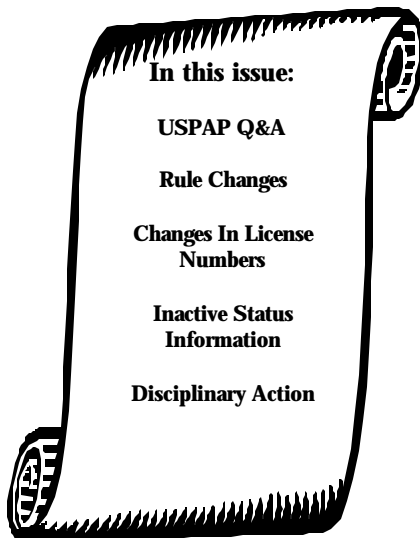 In this issue:
USPAP Q&A
Rule Changes
Changes In License
Numbers
Inactive Status
Information
Disciplinary Action